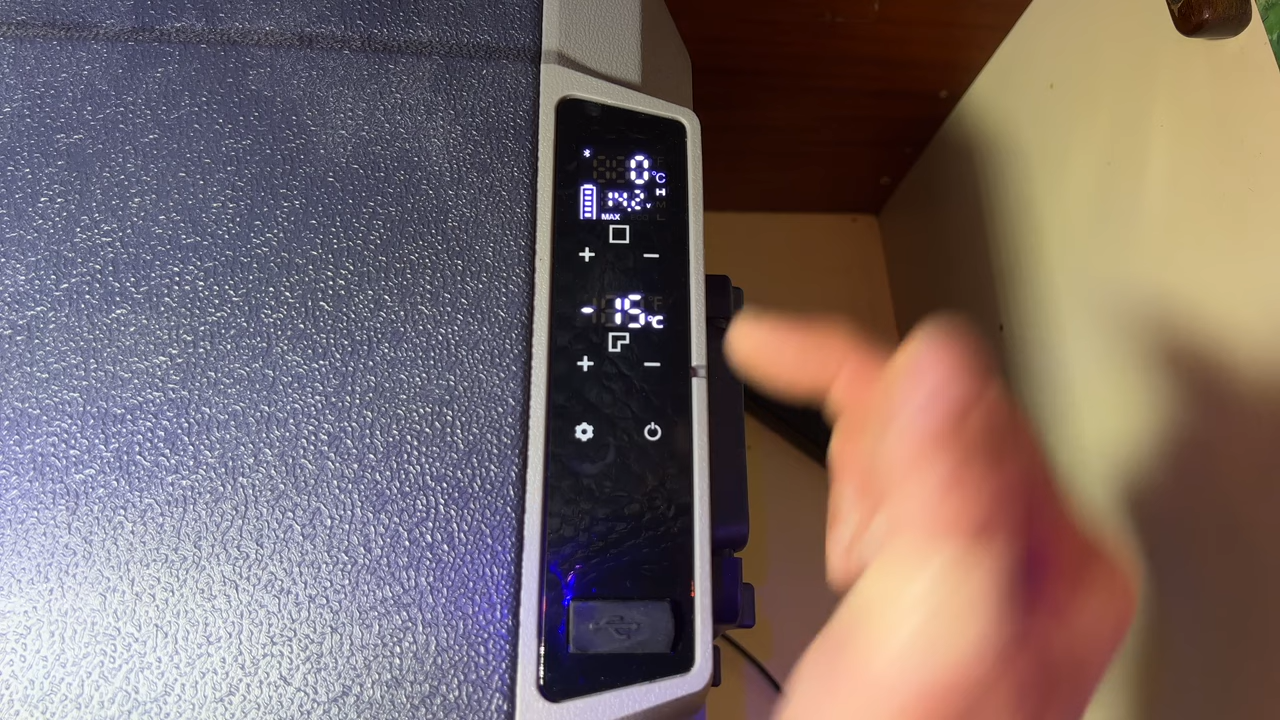 0°C
H
14.2v
MAX
+ −
-15°C
+ −